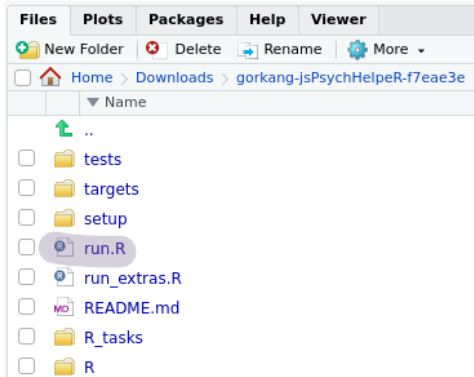 Files Plots Packages Help Viewer
New Folder Delete Rename More
Home Downloads gorkang-jsPsychHelpeR-f7eae3e
Name
..
tests
targets
setup
run.R
run_extras.R
MD README.md
R_tasks
R